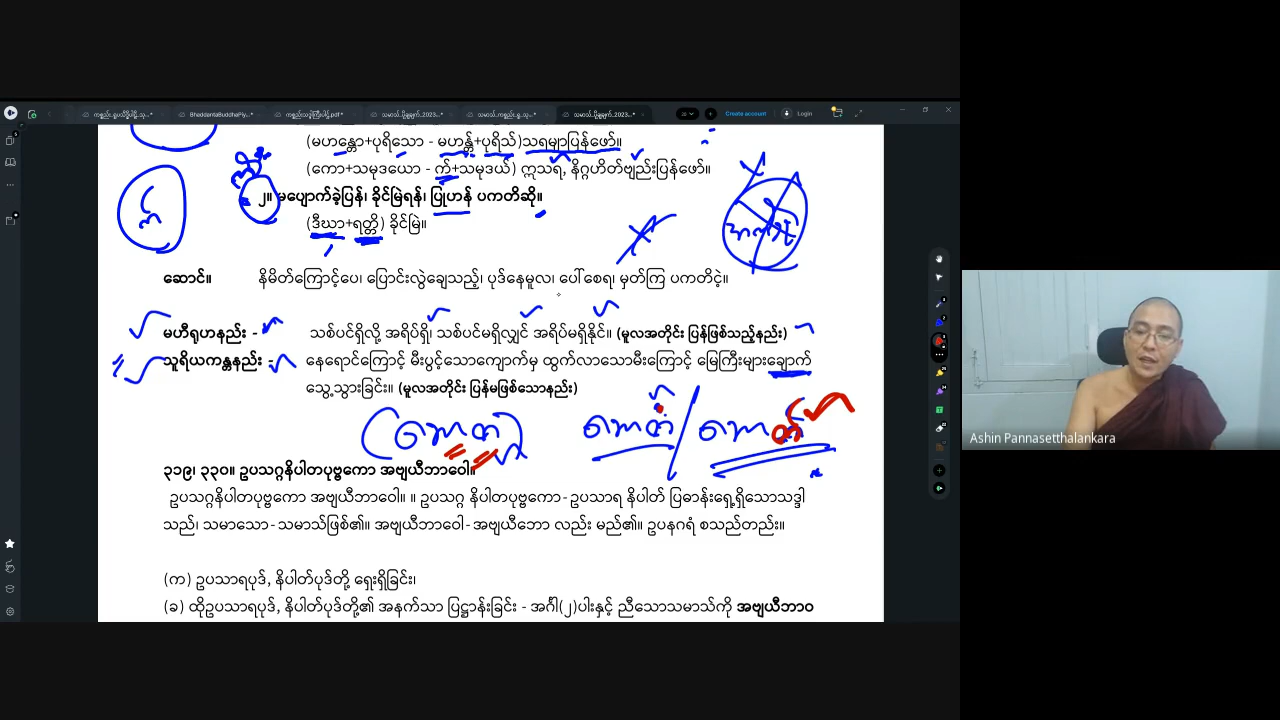 Create account
Login
(မဟန္တော+ပုရိသော - မဟန္တ်+ပုရိသ်)သရမျာပြန်ဖော်။
(ကော+သမုဒယော - က်+သမုဒယ်) ဣသရ, နိဂ္ဂဟိတ်ဗျည်းပြန်ဖော်။
၂။ မပျောက်ခဲ့ပြန်၊ ခိုင်မြဲရန်၊ ပြုဟန် ပကတိဆို။
(ဒီဃာ+ရတ္တိ) ခိုင်မြဲ။
ဆောင်။ နိမိတ်ကြောင့်ပေ၊ ပြောင်းလွဲချေသည့်၊ ပုဒ်နေမူလ၊ ပေါ်စေရ၊ မှတ်ကြ ပကတိငဲ့။
မဟီရုဟနည်း - သစ်ပင်ရှိလို့ အရိပ်ရှိ၊ သစ်ပင်မရှိလျှင် အရိပ်မရှိနိုင်။ (မူလအတိုင်း ပြန်ဖြစ်သည့်နည်း)
သူရိယကန္တနည်း - နေရောင်ကြောင့် မီးပွင့်သောကျောက်မှ ထွက်လာသောမီးကြောင့် မြေကြီးများချောက်
သွေ့သွားခြင်း။ (မူလအတိုင်း ပြန်မဖြစ်သောနည်း)
၃၁၉၊ ၃၃၀။ ဥပသဂ္ဂနိပါတပုဗ္ဗကော အဗျယီဘာဝေါ။
ဥပသဂ္ဂနိပါတပုဗ္ဗကော အဗျယီဘာဝေါ။ ။ ဥပသဂ္ဂ နိပါတပုဗ္ဗကော-ဥပသာရ နိပါတ် ပြဓာန်းရှေ့ရှိသောသဒ္ဒါ
သည်၊ သမာသော-သမာသ်ဖြစ်၏။ အဗျယီဘာဝေါ-အဗျယီဘော လည်း မည်၏။ ဥပနဂရံ စသည်တည်း။
(က) ဥပသာရပုဒ်, နိပါတ်ပုဒ်တို့ ရှေးရှိခြင်း၊
(ခ) ထိုဥပသာရပုဒ်, နိပါတ်ပုဒ်တို့၏ အနက်သာ ပြဋ္ဌာန်းခြင်း - အင်္ဂါ(၂)ပါးနှင့် ညီသောသမာသ်ကို အဗျယီဘာဝ
Ashin Pannasetthalankara